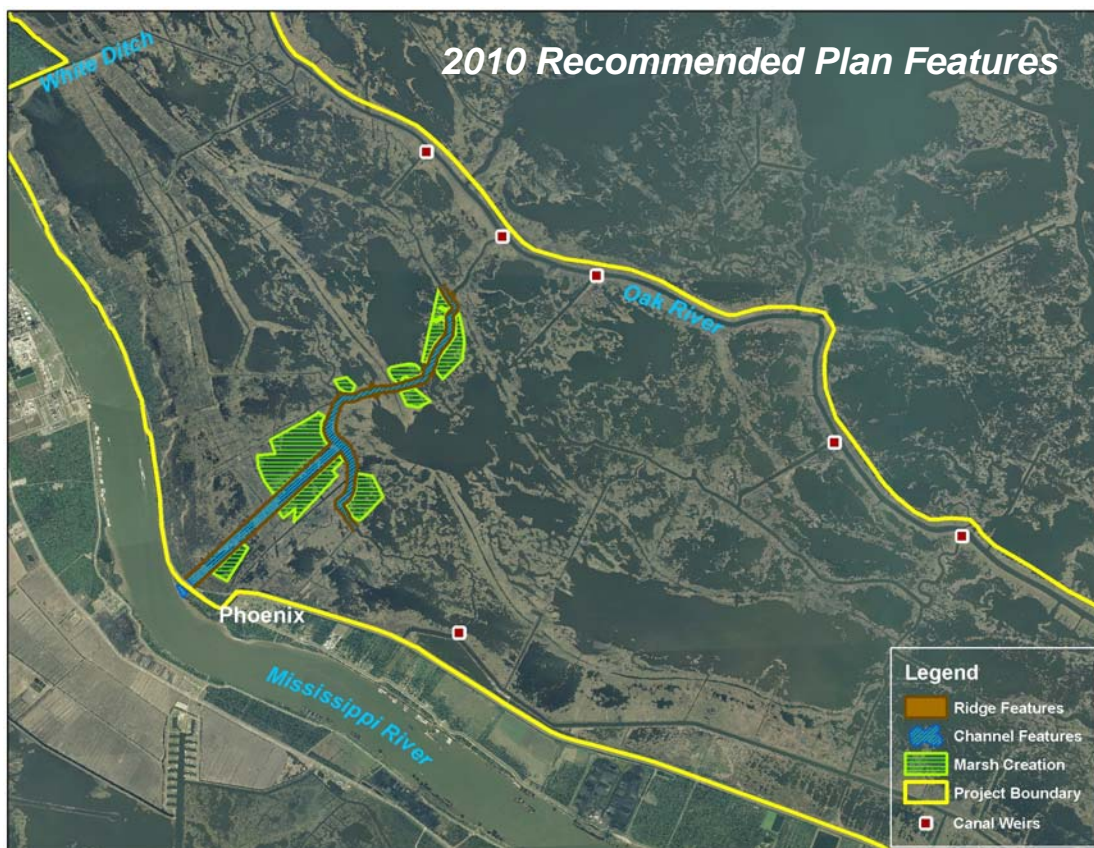 2010 Recommended Plan Features
White Ditch
Oak River
Phoenix
Mississippi River
Legend
Ridge Features
Channel Features
Marsh Creation
Project Boundary
Canal Weirs